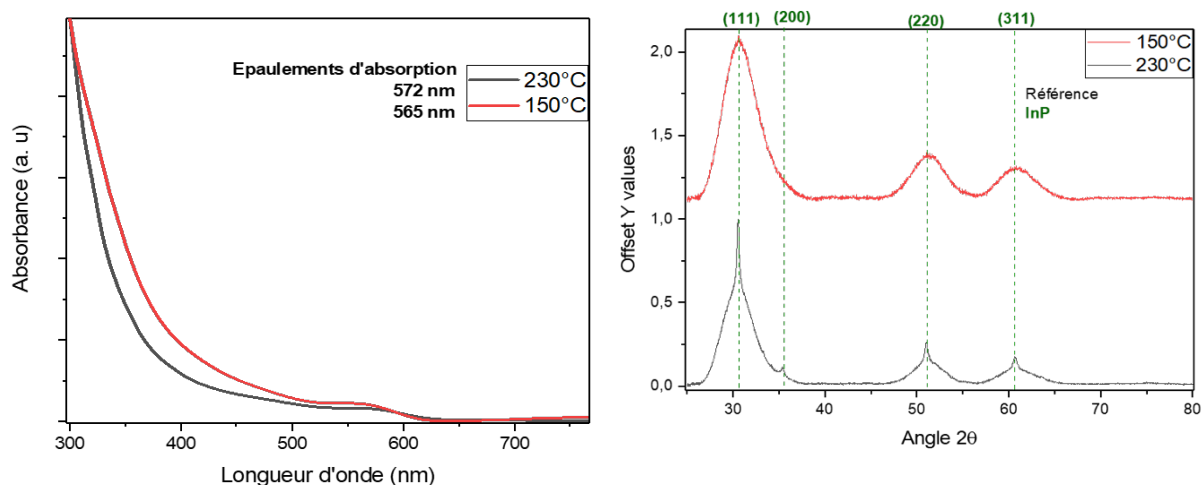 Epaulements d'absorption
572 nm
565 nm
230°C
150°C
Absorbance (a. u)
300
400
500
600
700
Longueur d'onde (nm)
(111)
(200)
(220)
(311)
150°C
230°C
Référence
InP
2,0
1,5
1,0
0,5
0,0
Offset Y values
30
40
50
60
70
80
Angle 2θ